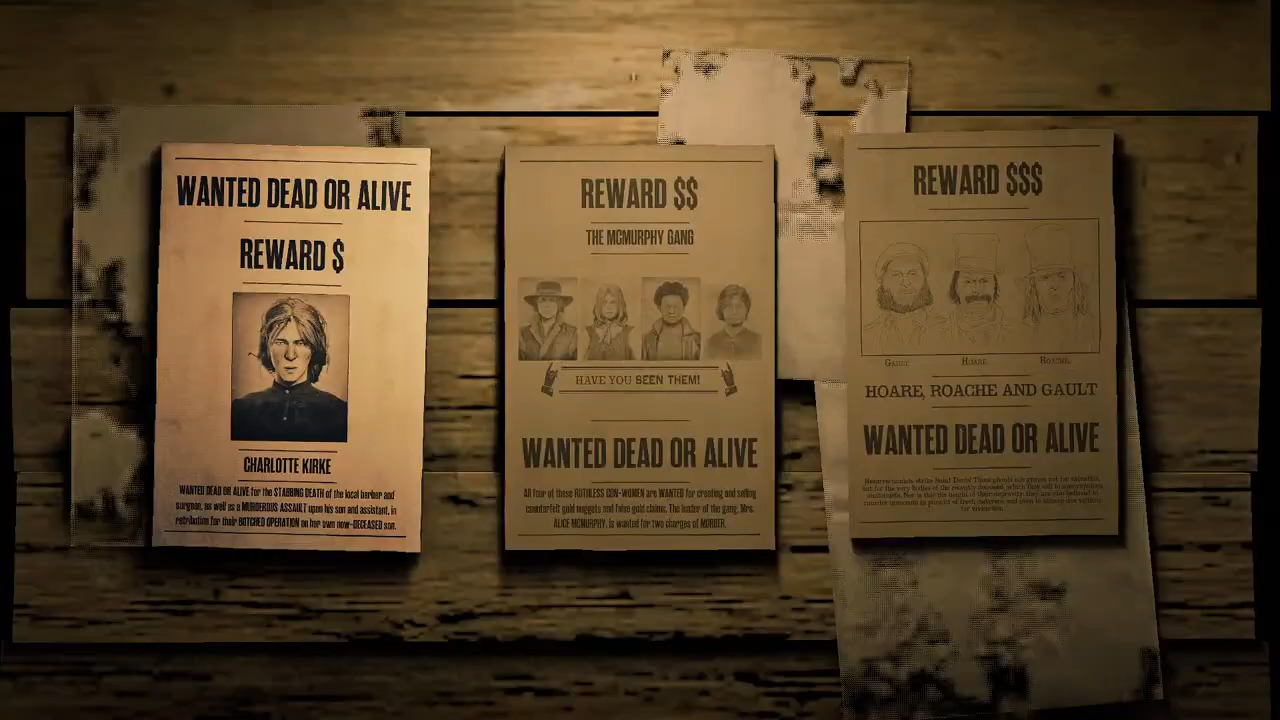 WANTED DEAD OR ALIVE
REWARD $
CHARLOTTE KIRKE
WANTED DEAD OR ALIVE for the STABBING DEATH of the local barber and
surgeon, as well as a MURDEROUS ASSAULT upon his son and assistant, in
retribution for their BOTCHED OPERATION on her own now-DECEASED son.
REWARD $$
THE MCMURPHY GANG
HAVE YOU SEEN THEM!
WANTED DEAD OR ALIVE
All four of these RUTHLESS CON-WOMEN are WANTED for creating and selling
counterfeit gold nuggets and false gold claims. The leader of the gang, Mrs.
ALICE MCMURPHY, is wanted for two charges of MURDER.
REWARD $$$
GAULT HOARE ROACHE
HOARE, ROACHE AND GAULT
WANTED DEAD OR ALIVE